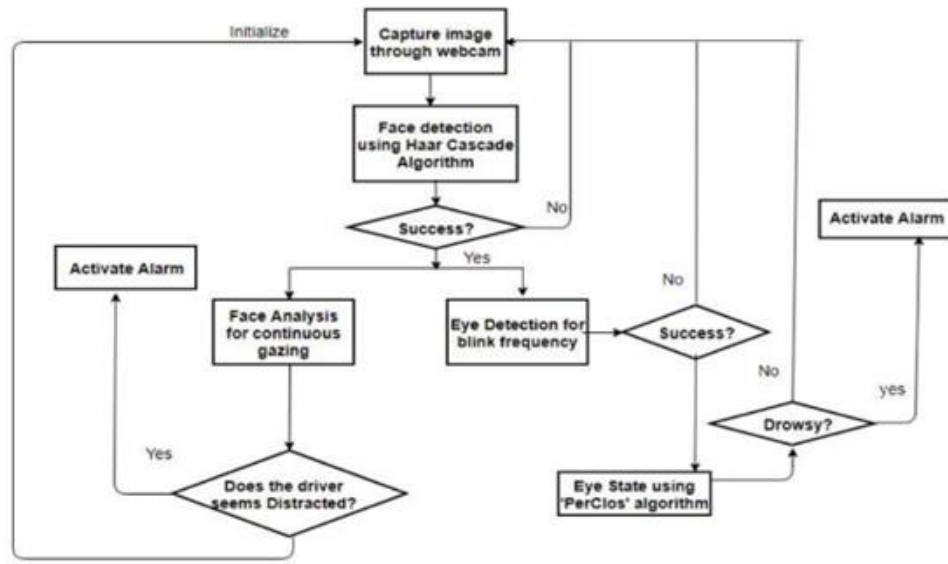 Initialize
Capture image
through webcam
Face detection
using Haar Cascade
Algorithm
No
Success?
Yes
Activate Alarm
Activate Alarm
Face Analysis
for continuous
gazing
Eye Detection for
blink frequency
No
Success?
No
yes
Drowsy?
Yes
Does the driver
seems Distracted?
Eye State using
'PerClos' algorithm